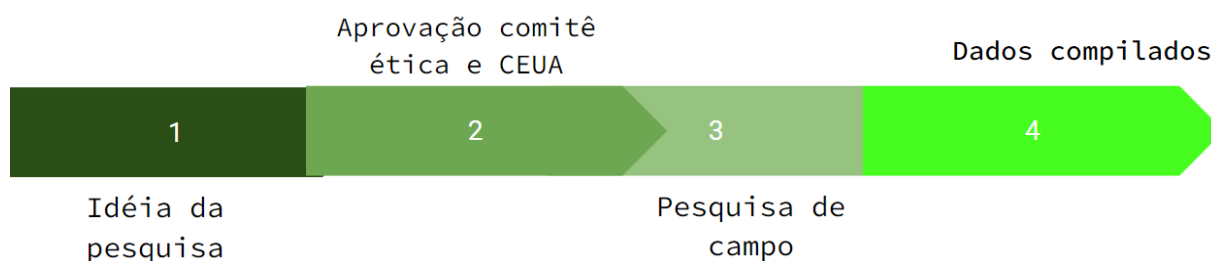 Aprovação comitê
ética e CEUA
Dados compilados
1
2
3
4
Idéia da
pesquisa
Pesquisa de
campo